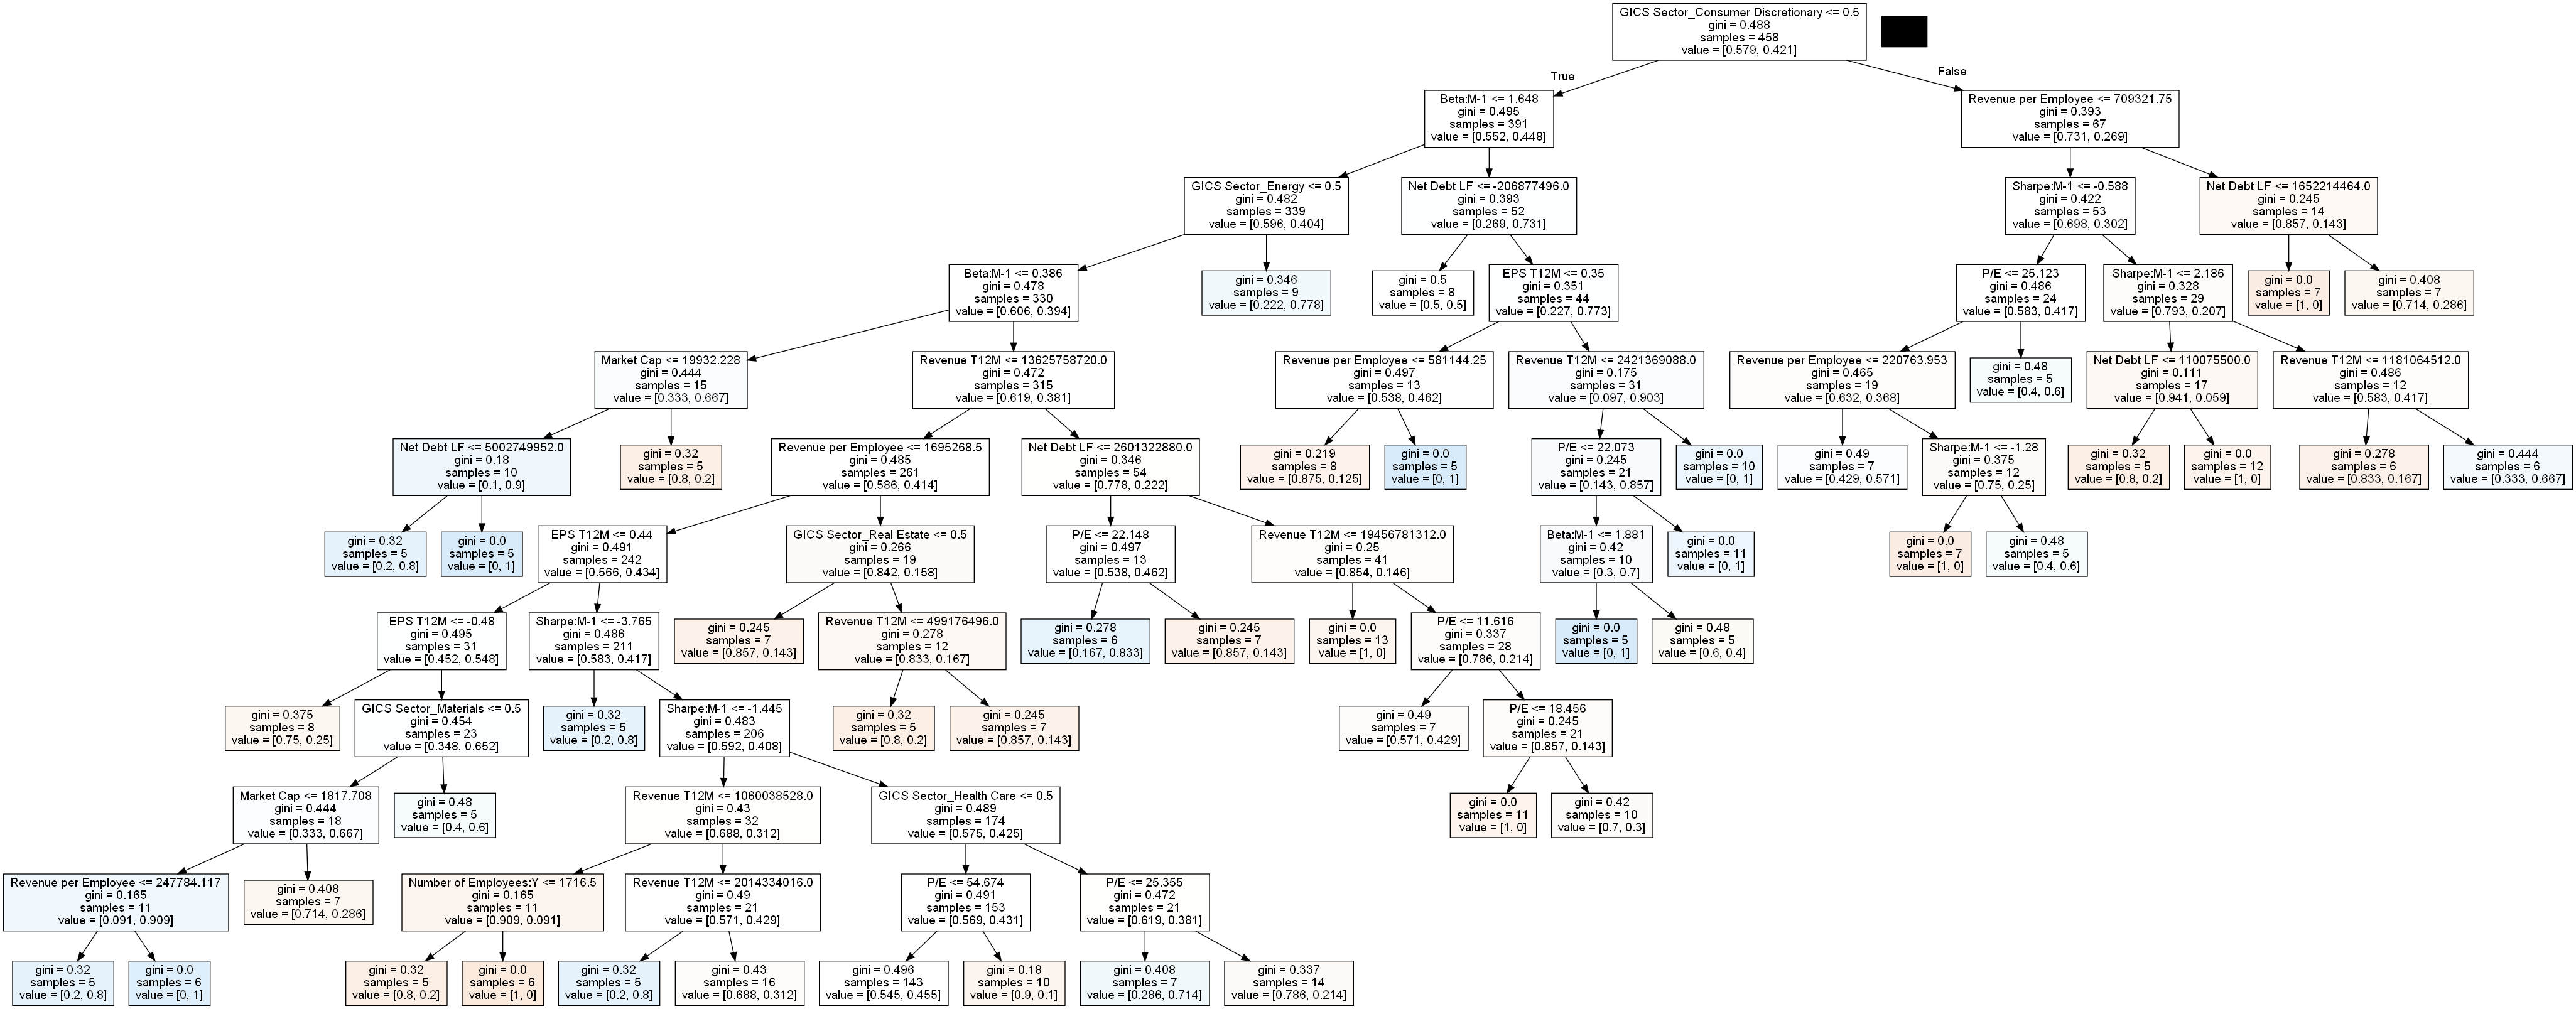 GICS Sector_Consumer Discretionary <= 0.5
gini = 0.488
samples = 458
value = [0.579, 0.421]
True
False
Beta:M-1 <= 1.648
gini = 0.495
samples = 391
value = [0.552, 0.448]
Revenue per Employee <= 709321.75
gini = 0.393
samples = 67
value = [0.731, 0.269]
GICS Sector_Energy <= 0.5
gini = 0.482
samples = 339
value = [0.596, 0.404]
Net Debt LF <= -206877496.0
gini = 0.393
samples = 52
value = [0.269, 0.731]
Sharpe:M-1 <= -0.588
gini = 0.422
samples = 53
value = [0.698, 0.302]
Net Debt LF <= 1652214464.0
gini = 0.245
samples = 14
value = [0.857, 0.143]
Beta:M-1 <= 0.386
gini = 0.478
samples = 330
value = [0.606, 0.394]
gini = 0.346
samples = 9
value = [0.222, 0.778]
gini = 0.5
samples = 8
value = [0.5, 0.5]
EPS T12M <= 0.35
gini = 0.351
samples = 44
value = [0.227, 0.773]
P/E <= 25.123
gini = 0.486
samples = 24
value = [0.583, 0.417]
Sharpe:M-1 <= 2.186
gini = 0.328
samples = 29
value = [0.793, 0.207]
gini = 0.0
samples = 7
value = [1, 0]
gini = 0.408
samples = 7
value = [0.714, 0.286]
Market Cap <= 19932.228
gini = 0.444
samples = 15
value = [0.333, 0.667]
Revenue T12M <= 13625758720.0
gini = 0.472
samples = 315
value = [0.619, 0.381]
Revenue per Employee <= 581144.25
gini = 0.497
samples = 13
value = [0.538, 0.462]
Revenue T12M <= 2421369088.0
gini = 0.175
samples = 31
value = [0.097, 0.903]
Revenue per Employee <= 220763.953
gini = 0.465
samples = 19
value = [0.632, 0.368]
gini = 0.48
samples = 5
value = [0.4, 0.6]
Net Debt LF <= 110075500.0
gini = 0.111
samples = 17
value = [0.941, 0.059]
Revenue T12M <= 1181064512.0
gini = 0.486
samples = 12
value = [0.583, 0.417]
Net Debt LF <= 5002749952.0
gini = 0.18
samples = 10
value = [0.1, 0.9]
gini = 0.32
samples = 5
value = [0.8, 0.2]
Revenue per Employee <= 1695268.5
gini = 0.485
samples = 261
value = [0.586, 0.414]
Net Debt LF <= 2601322880.0
gini = 0.346
samples = 54
value = [0.778, 0.222]
gini = 0.219
samples = 8
value = [0.875, 0.125]
gini = 0.0
samples = 5
value = [0, 1]
P/E <= 22.073
gini = 0.245
samples = 21
value = [0.143, 0.857]
gini = 0.0
samples = 10
value = [0, 1]
gini = 0.49
samples = 7
value = [0.429, 0.571]
Sharpe:M-1 <= -1.28
gini = 0.375
samples = 12
value = [0.75, 0.25]
gini = 0.32
samples = 5
value = [0.8, 0.2]
gini = 0.0
samples = 12
value = [1, 0]
gini = 0.278
samples = 6
value = [0.833, 0.167]
gini = 0.444
samples = 6
value = [0.333, 0.667]
gini = 0.32
samples = 5
value = [0.2, 0.8]
gini = 0.0
samples = 5
value = [0, 1]
EPS T12M <= 0.44
gini = 0.491
samples = 242
value = [0.566, 0.434]
GICS Sector_Real Estate <= 0.5
gini = 0.266
samples = 19
value = [0.842, 0.158]
P/E <= 22.148
gini = 0.497
samples = 13
value = [0.538, 0.462]
Revenue T12M <= 19456781312.0
gini = 0.25
samples = 41
value = [0.854, 0.146]
Beta:M-1 <= 1.881
gini = 0.42
samples = 10
value = [0.3, 0.7]
gini = 0.0
samples = 11
value = [0, 1]
gini = 0.0
samples = 7
value = [1, 0]
gini = 0.48
samples = 5
value = [0.4, 0.6]
EPS T12M <= -0.48
gini = 0.495
samples = 31
value = [0.452, 0.548]
Sharpe:M-1 <= -3.765
gini = 0.486
samples = 211
value = [0.583, 0.417]
gini = 0.245
samples = 7
value = [0.857, 0.143]
Revenue T12M <= 499176496.0
gini = 0.278
samples = 12
value = [0.833, 0.167]
gini = 0.278
samples = 6
value = [0.167, 0.833]
gini = 0.245
samples = 7
value = [0.857, 0.143]
gini = 0.0
samples = 13
value = [1, 0]
P/E <= 11.616
gini = 0.337
samples = 28
value = [0.786, 0.214]
gini = 0.0
samples = 5
value = [0, 1]
gini = 0.48
samples = 5
value = [0.6, 0.4]
gini = 0.375
samples = 8
value = [0.75, 0.25]
GICS Sector_Materials <= 0.5
gini = 0.454
samples = 23
value = [0.348, 0.652]
gini = 0.32
samples = 5
value = [0.2, 0.8]
Sharpe:M-1 <= -1.445
gini = 0.483
samples = 206
value = [0.592, 0.408]
gini = 0.32
samples = 5
value = [0.8, 0.2]
gini = 0.245
samples = 7
value = [0.857, 0.143]
gini = 0.49
samples = 7
value = [0.571, 0.429]
P/E <= 18.456
gini = 0.245
samples = 21
value = [0.857, 0.143]
Market Cap <= 1817.708
gini = 0.444
samples = 18
value = [0.333, 0.667]
gini = 0.48
samples = 5
value = [0.4, 0.6]
Revenue T12M <= 1060038528.0
gini = 0.43
samples = 32
value = [0.688, 0.312]
GICS Sector_Health Care <= 0.5
gini = 0.489
samples = 174
value = [0.575, 0.425]
gini = 0.0
samples = 11
value = [1, 0]
gini = 0.42
samples = 10
value = [0.7, 0.3]
Revenue per Employee <= 247784.117
gini = 0.165
samples = 11
value = [0.091, 0.909]
gini = 0.408
samples = 7
value = [0.714, 0.286]
Number of Employees:Y <= 1716.5
gini = 0.165
samples = 11
value = [0.909, 0.091]
Revenue T12M <= 2014334016.0
gini = 0.49
samples = 21
value = [0.571, 0.429]
P/E <= 54.674
gini = 0.491
samples = 153
value = [0.569, 0.431]
P/E <= 25.355
gini = 0.472
samples = 21
value = [0.619, 0.381]
gini = 0.32
samples = 5
value = [0.2, 0.8]
gini = 0.0
samples = 6
value = [0, 1]
gini = 0.32
samples = 5
value = [0.8, 0.2]
gini = 0.0
samples = 6
value = [1, 0]
gini = 0.32
samples = 5
value = [0.2, 0.8]
gini = 0.43
samples = 16
value = [0.688, 0.312]
gini = 0.496
samples = 143
value = [0.545, 0.455]
gini = 0.18
samples = 10
value = [0.9, 0.1]
gini = 0.408
samples = 7
value = [0.286, 0.714]
gini = 0.337
samples = 14
value = [0.786, 0.214]